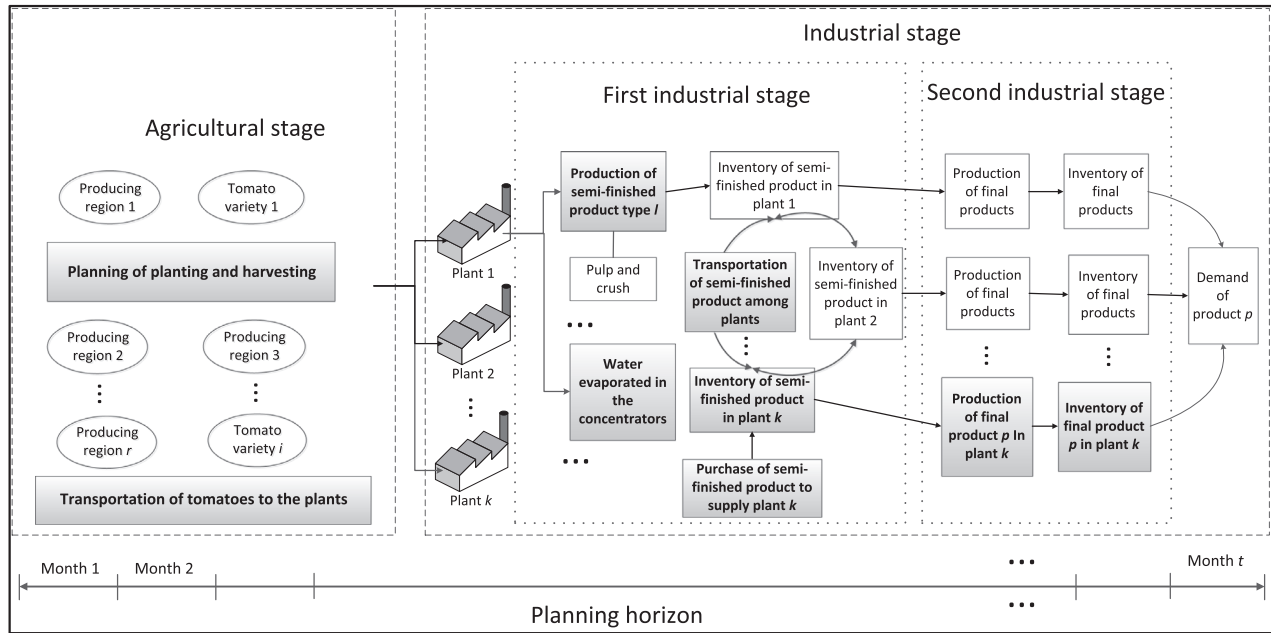 Industrial stage
Agricultural stage
First industrial stage
Second industrial stage
Producing
region 1
Tomato
variety 1
Planning of planting and harvesting
Producing
region 2
Producing
region 3
Producing
region r
Tomato
variety i
Transportation of tomatoes to the plants
Plant 1
Plant 2
Plant k
Production of
semi-finished
product type l
Pulp and
crush
Water
evaporated in
the
concentrators
Inventory of semi-
finished product in
plant 1
Transportation
of semi-finished
product among
plants
Inventory of
semi-finished
product in
plant 2
Inventory of semi-
finished product
in plant k
Purchase of semi-
finished product to
supply plant k
Production
of final
products
Inventory of
final
products
Production
of final
products
Inventory
of final
products
Production
of final
product p In
plant k
Inventory of
final product
p in plant k
Demand
of
product p
Month 1
Month 2
Month t
Planning horizon